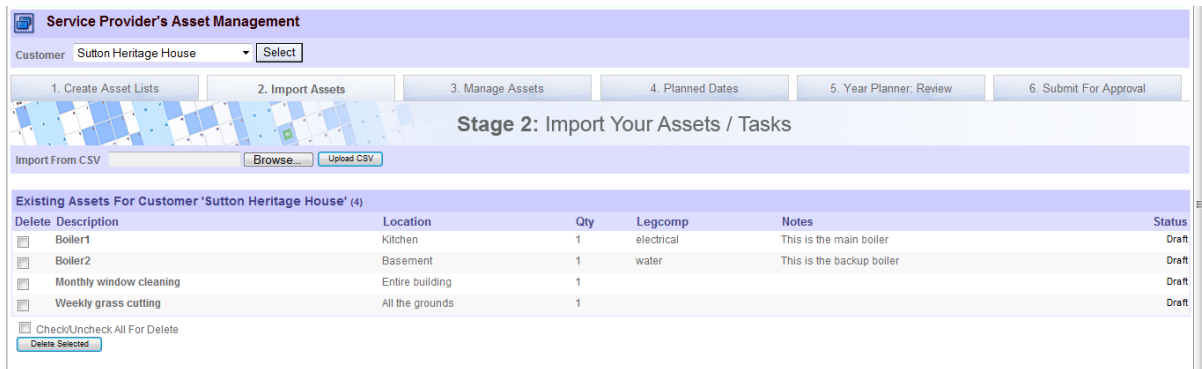 Service Provider's Asset Management
Customer Sutton Heritage House Select
1. Create Asset Lists 2. Import Assets 3. Manage Assets 4. Planned Dates 5. Year Planner: Review 6. Submit For Approval
Stage 2: Import Your Assets / Tasks
Import From CSV Browse... Upload CSV
Existing Assets For Customer 'Sutton Heritage House' (4)
Delete Description Location Qty Legcomp Notes Status
Boiler1 Kitchen 1 electrical This is the main boiler Draft
Boiler2 Basement 1 water This is the backup boiler Draft
Monthly window cleaning Entire building 1 Draft
Weekly grass cutting All the grounds 1 Draft
Check/Uncheck All For Delete
Delete Selected